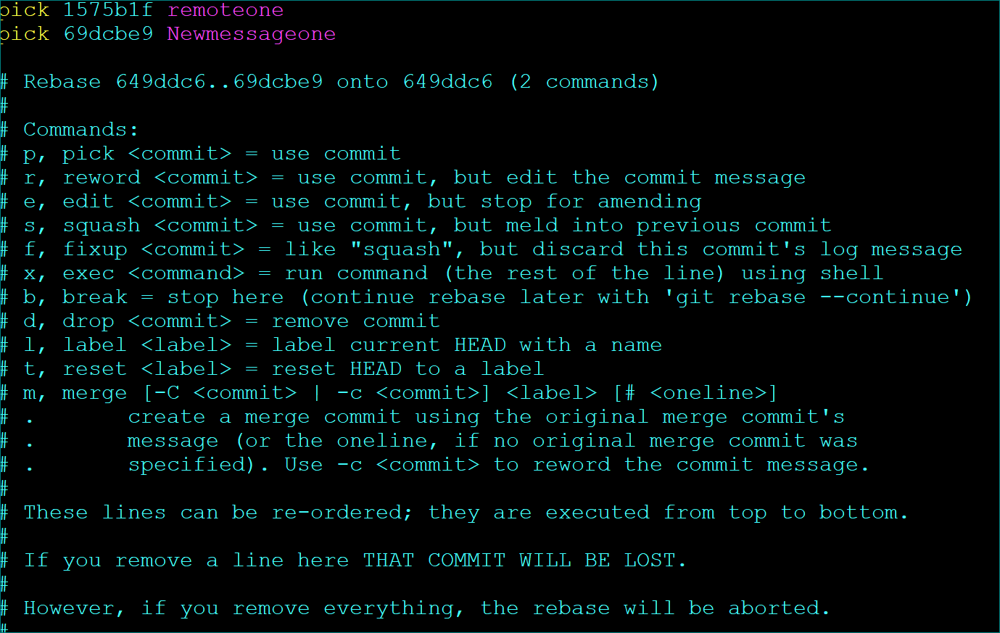 pick 1575b1f remoteone
pick 69dcbe9 Newmessageone
# Rebase 649ddc6..69dcbe9 onto 649ddc6 (2 commands)
#
# Commands:
# p, pick <commit> = use commit
# r, reword <commit> = use commit, but edit the commit message
# e, edit <commit> = use commit, but stop for amending
# s, squash <commit> = use commit, but meld into previous commit
# f, fixup <commit> = like "squash", but discard this commit's log message
# x, exec <command> = run command (the rest of the line) using shell
# b, break = stop here (continue rebase later with 'git rebase --continue')
# d, drop <commit> = remove commit
# l, label <label> = label current HEAD with a name
# t, reset <label> = reset HEAD to a label
# m, merge [-C <commit> | -c <commit>] <label> [# <oneline>]
# .       create a merge commit using the original merge commit's
# .       message (or the oneline, if no original merge commit was
# .       specified). Use -c <commit> to reword the commit message.
#
# These lines can be re-ordered; they are executed from top to bottom.
#
# If you remove a line here THAT COMMIT WILL BE LOST.
#
# However, if you remove everything, the rebase will be aborted.
#